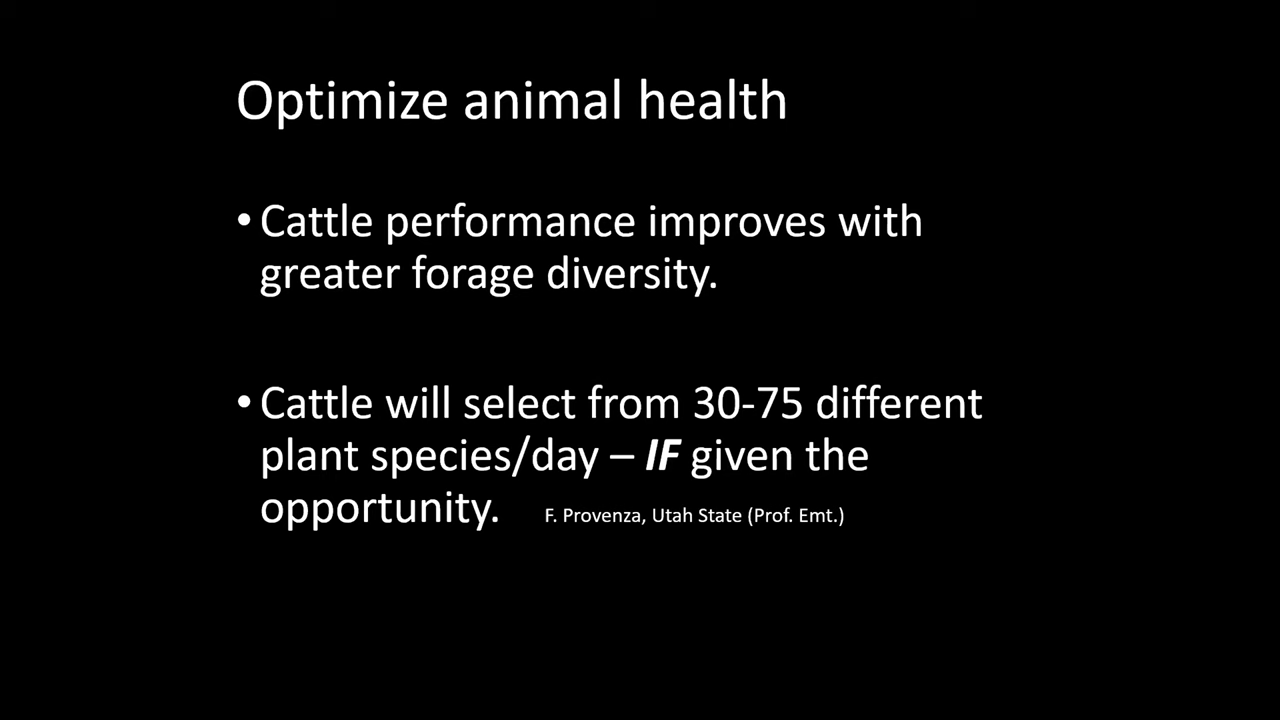 Optimize animal health
• Cattle performance improves with
greater forage diversity.
• Cattle will select from 30-75 different
plant species/day – IF given the
opportunity. F. Provenza, Utah State (Prof. Emt.)